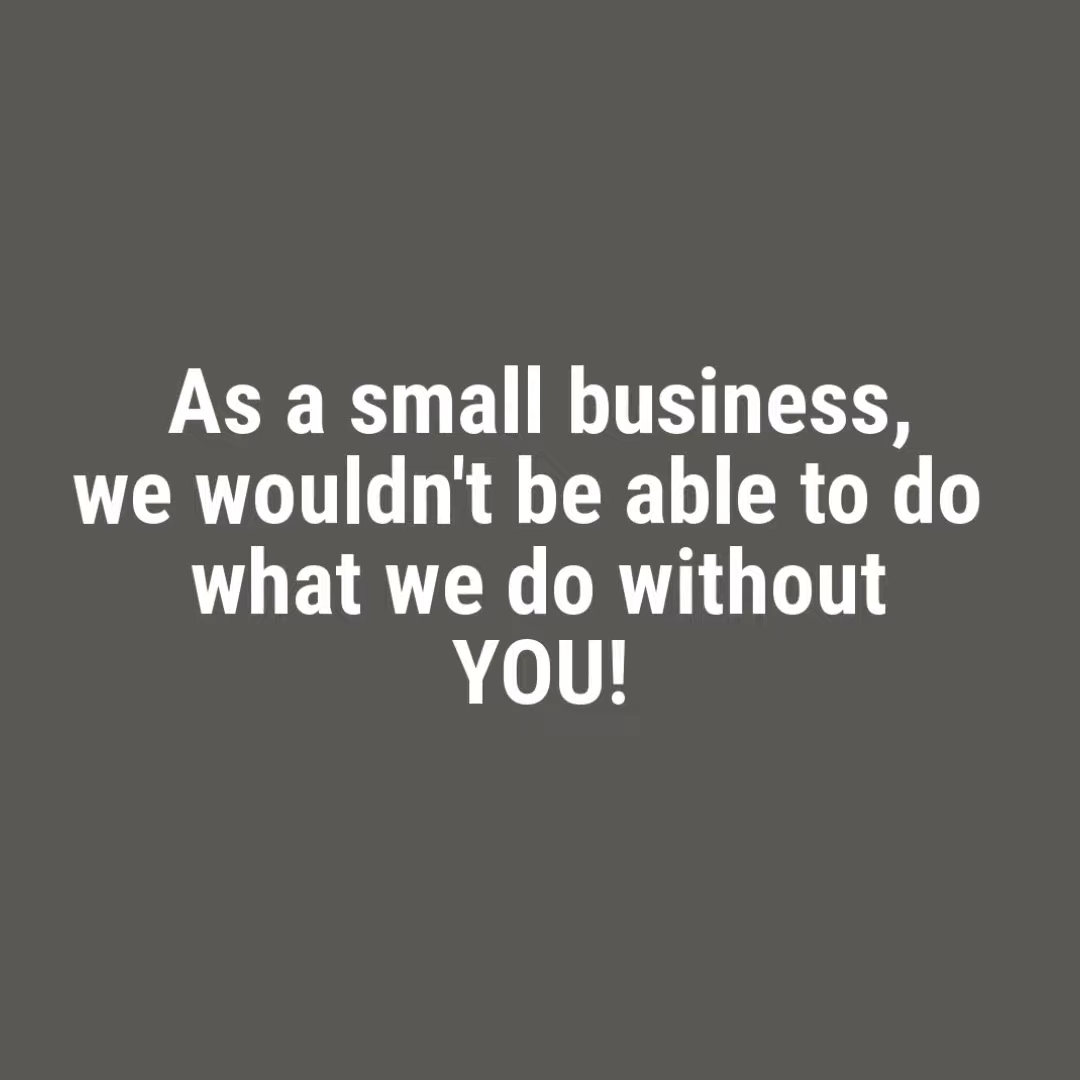 As a small business,
we wouldn't be able to do
what we do without
YOU!